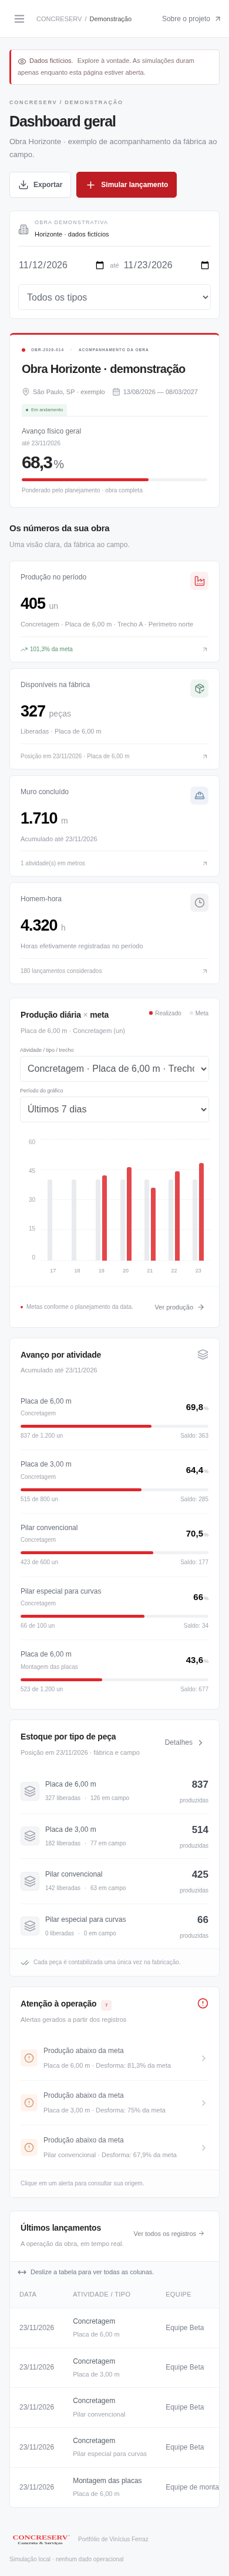 CONCRESERV / Demonstração
Sobre o projeto
Dados fictícios. Explore à vontade. As simulações duram
apenas enquanto esta página estiver aberta.
CONCRESERV / DEMONSTRAÇÃO
Dashboard geral
Obra Horizonte · exemplo de acompanhamento da fábrica ao
campo.
Exportar
Simular lançamento
OBRA DEMONSTRATIVA
Horizonte · dados fictícios
11/12/2026 até 11/23/2026
Todos os tipos
OBR-2026-014 · ACOMPANHAMENTO DA OBRA
Obra Horizonte · demonstração
São Paulo, SP · exemplo 13/08/2026 — 08/03/2027
Em andamento
Avanço físico geral
até 23/11/2026
68,3%
Ponderado pelo planejamento · obra completa
Os números da sua obra
Uma visão clara, da fábrica ao campo.
Produção no período
405 un
Concretagem · Placa de 6,00 m · Trecho A · Perímetro norte
101,3% da meta
Disponíveis na fábrica
327 peças
Liberadas · Placa de 6,00 m
Posição em 23/11/2026 · Placa de 6,00 m
Muro concluído
1.710 m
Acumulado até 23/11/2026
1 atividade(s) em metros
Homem-hora
4.320 h
Horas efetivamente registradas no período
180 lançamentos considerados
Produção diária × meta
Realizado Meta
Placa de 6,00 m · Concretagem (un)
Atividade / tipo / trecho
Concretagem · Placa de 6,00 m · Trecho
Período do gráfico
Últimos 7 dias
60
45
30
15
0
17 18 19 20 21 22 23
Metas conforme o planejamento da data.
Ver produção
Avanço por atividade
Acumulado até 23/11/2026
Placa de 6,00 m
Concretagem
69,8%
837 de 1.200 un
Saldo: 363
Placa de 3,00 m
Concretagem
64,4%
515 de 800 un
Saldo: 285
Pilar convencional
Concretagem
70,5%
423 de 600 un
Saldo: 177
Pilar especial para curvas
Concretagem
66%
66 de 100 un
Saldo: 34
Placa de 6,00 m
Montagem das placas
43,6%
523 de 1.200 un
Saldo: 677
Estoque por tipo de peça
Posição em 23/11/2026 · fábrica e campo
Detalhes
Placa de 6,00 m
327 liberadas · 126 em campo
837
produzidas
Placa de 3,00 m
182 liberadas · 77 em campo
514
produzidas
Pilar convencional
142 liberadas · 63 em campo
425
produzidas
Pilar especial para curvas
0 liberadas · 0 em campo
66
produzidas
Cada peça é contabilizada uma única vez na fabricação.
Atenção à operação
Alertas gerados a partir dos registros
Produção abaixo da meta
Placa de 6,00 m · Desforma: 81,3% da meta
Produção abaixo da meta
Placa de 3,00 m · Desforma: 75% da meta
Produção abaixo da meta
Pilar convencional · Desforma: 67,9% da meta
Clique em um alerta para consultar sua origem.
Últimos lançamentos
A operação da obra, em tempo real.
Ver todos os registros
Deslize a tabela para ver todas as colunas.
DATA ATIVIDADE / TIPO EQUIPE
23/11/2026 Concretagem Equipe Beta
Placa de 6,00 m
23/11/2026 Concretagem Equipe Beta
Placa de 3,00 m
23/11/2026 Concretagem Equipe Beta
Pilar convencional
23/11/2026 Concretagem Equipe Beta
Pilar especial para curvas
23/11/2026 Montagem das placas Equipe de monta
Placa de 6,00 m
CONCRESERV
Concreto & Serviços
Portfólio de Vinicius Ferraz
Simulação local · nenhum dado operacional